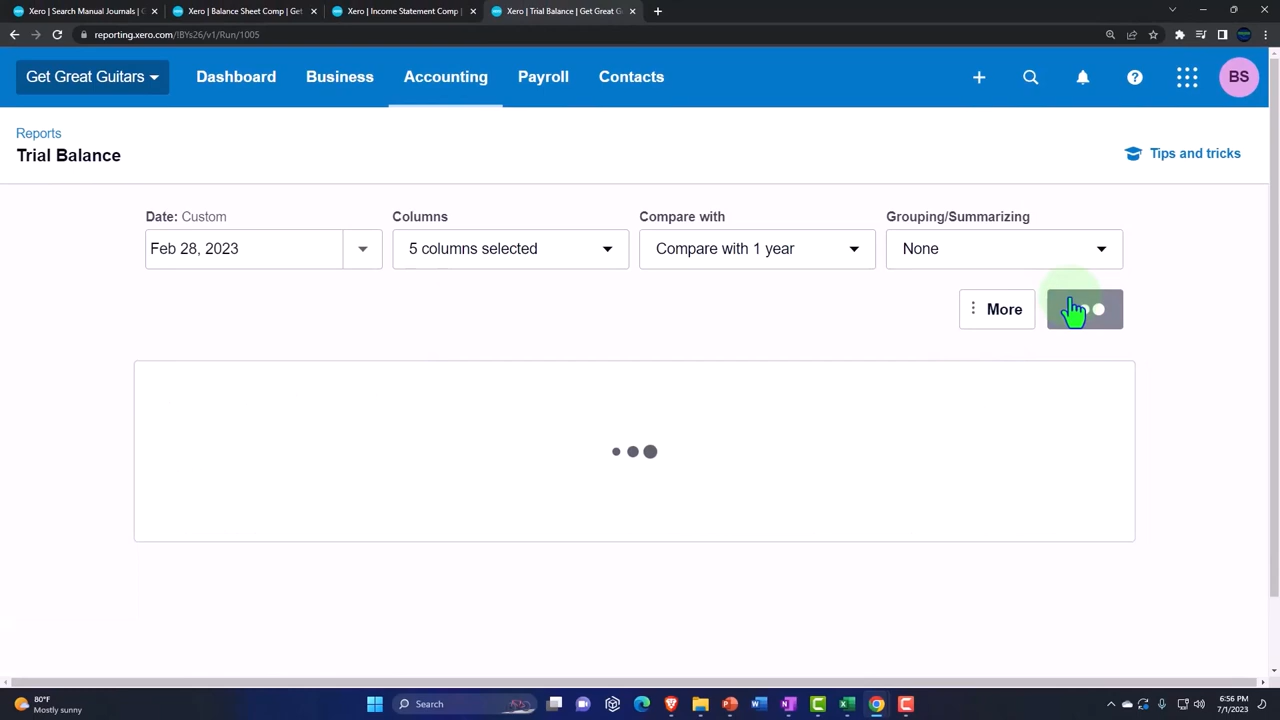 Xero | Search Manual Journals | G
Xero | Balance Sheet Comp | Get
Xero | Income Statement Comp |
Xero | Trial Balance | Get Great G
reporting.xero.com/!BYs26/v1/Run/1005
Get Great Guitars
Dashboard
Business
Accounting
Payroll
Contacts
BS
Reports
Trial Balance
Tips and tricks
Date: Custom
Columns
Compare with
Grouping/Summarizing
Feb 28, 2023
5 columns selected
Compare with 1 year
None
More
80°F
Mostly sunny
Search
6:56 PM
7/1/2023